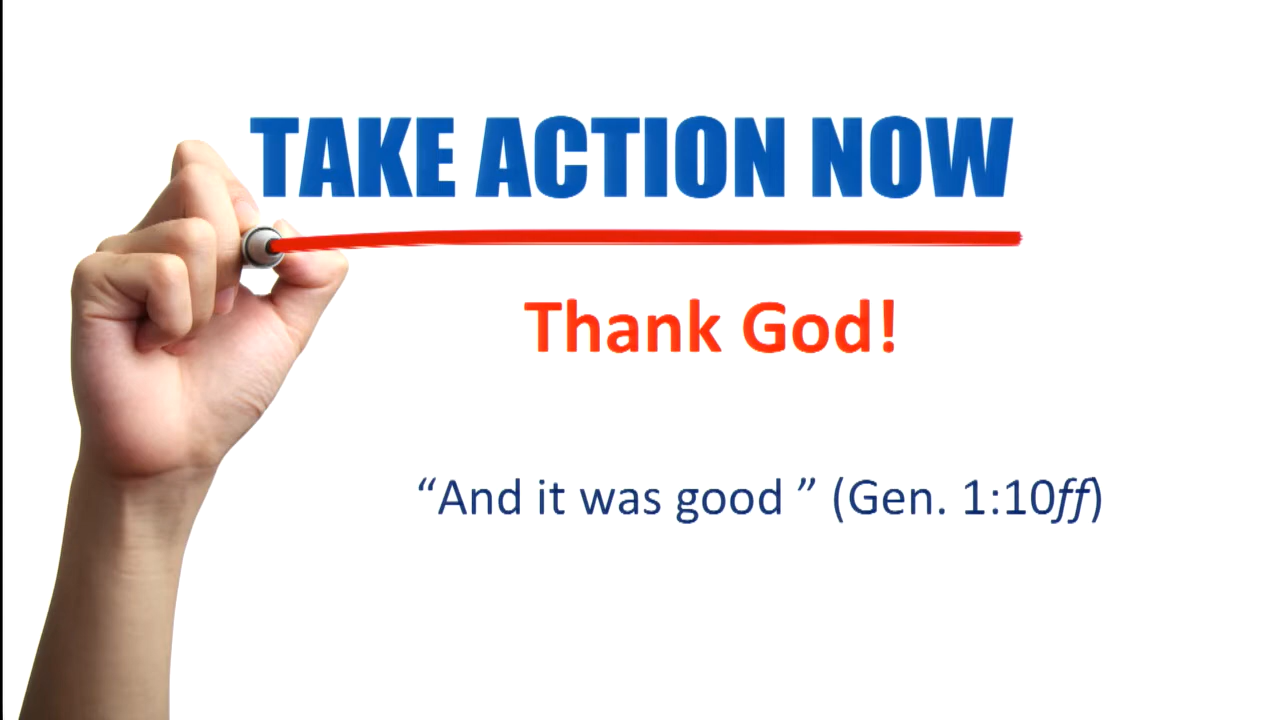 TAKE ACTION NOW
Thank God!
“And it was good ” (Gen. 1:10ff)